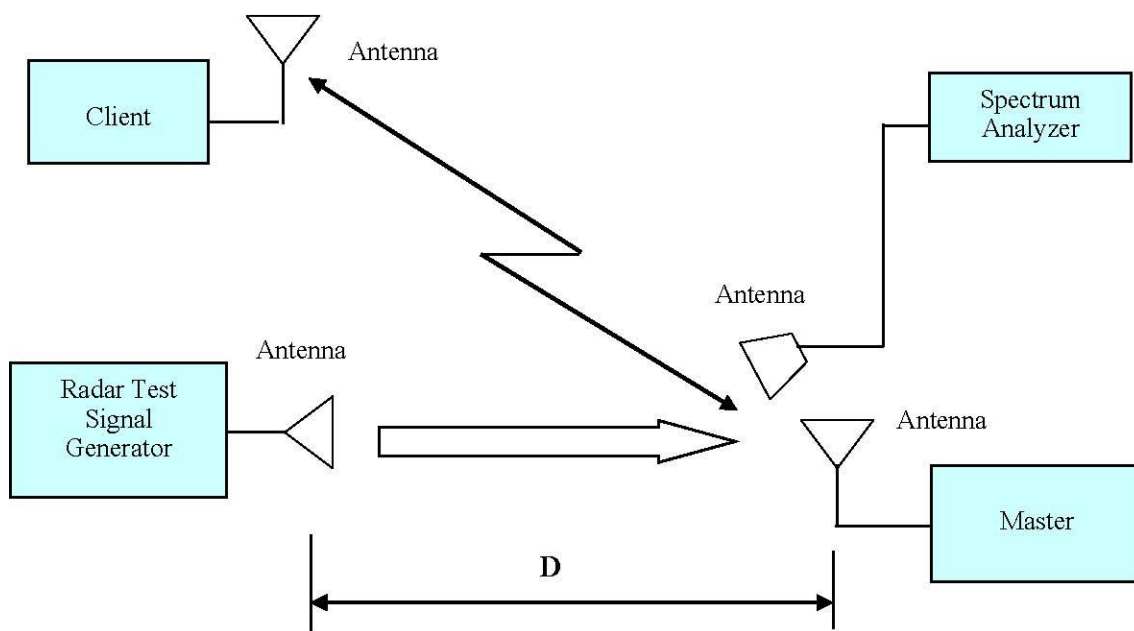 Antenna
Client
Spectrum
Analyzer
Antenna
Antenna
Radar Test
Signal
Generator
Antenna
Master
D